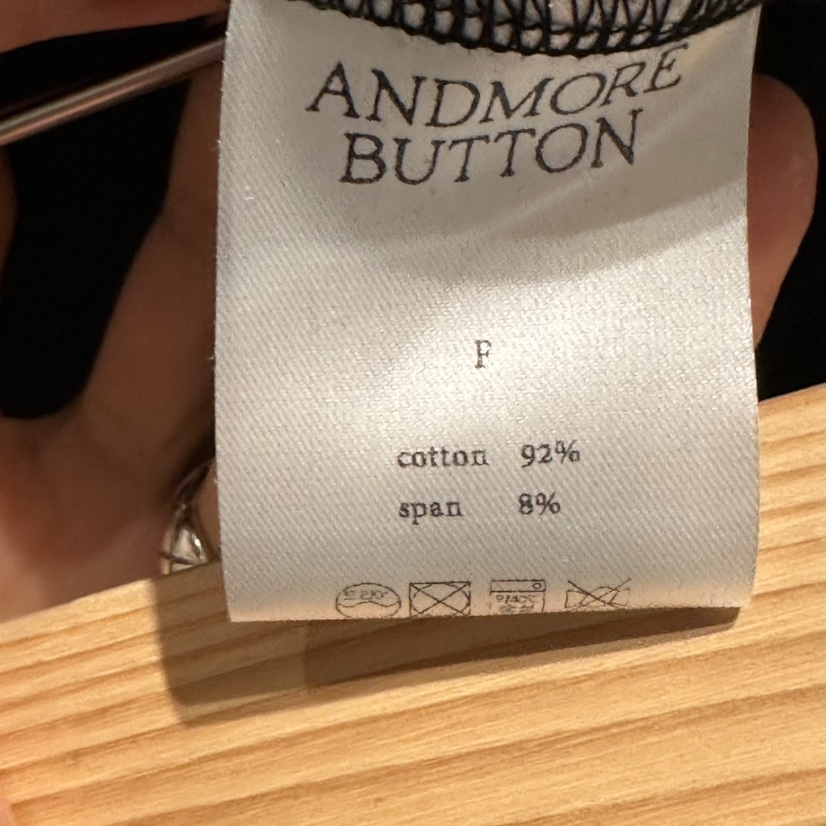 ANDMORE
BUTTON
F
cotton 92%
span 8%